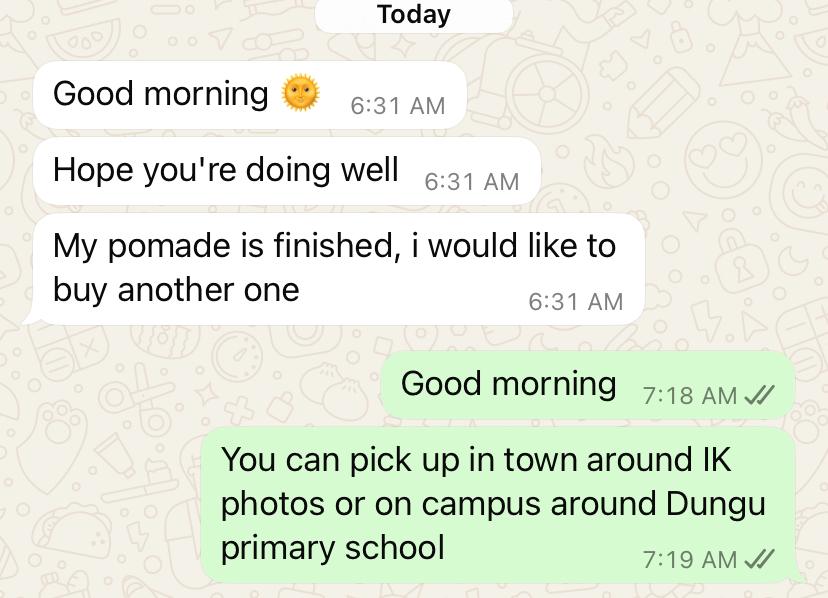 Today
Good morning 🌞 6:31 AM
Hope you're doing well 6:31 AM
My pomade is finished, i would like to
buy another one 6:31 AM
Good morning 7:18 AM
You can pick up in town around IK
photos or on campus around Dungu
primary school 7:19 AM